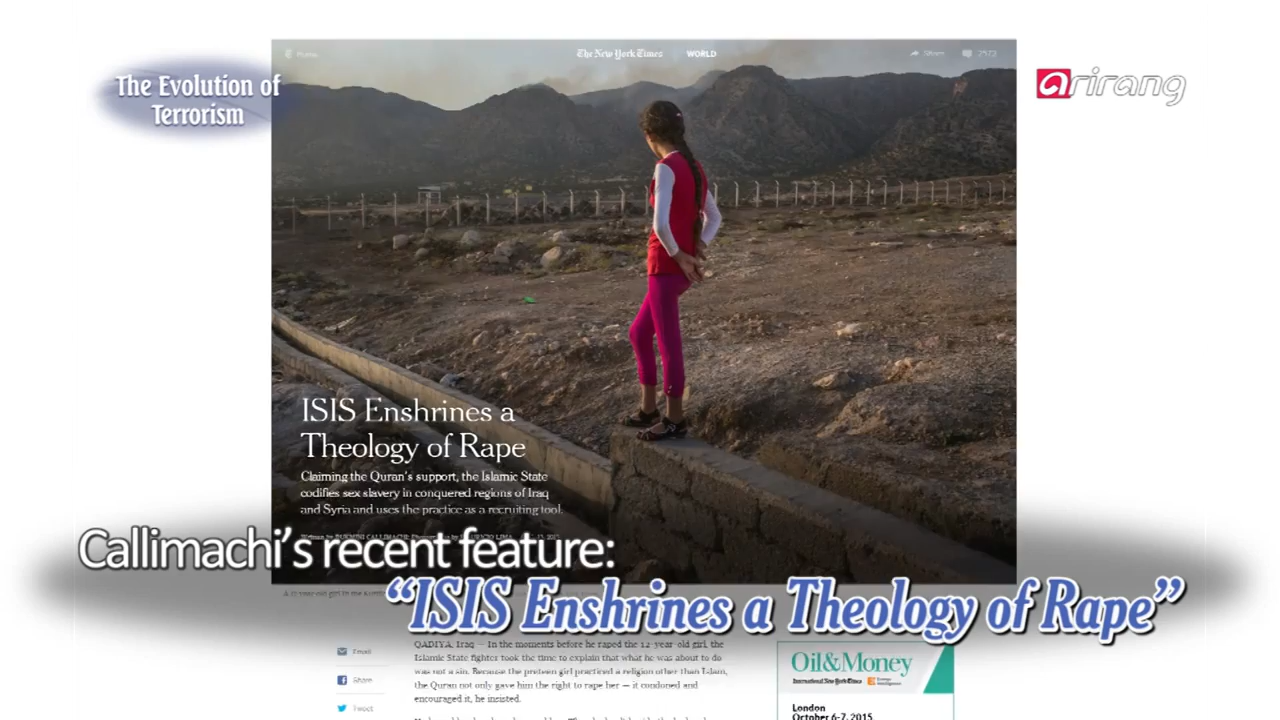 The Evolution of
Terrorism
The New York Times
WORLD
Share
arirang
ISIS Enshrines a
Theology of Rape
Claiming the Quran's support, the Islamic State
codifies sex slavery in conquered regions of Iraq
and Syria and uses the practice as a recruiting tool.
Callimachi's recent feature:
“ISIS Enshrines a Theology of Rape”
Email
Share
Tweet
QADIYA, Iraq — In the moments before he raped the 12-year-old girl, the
Islamic State fighter took the time to explain that what he was about to do
was not a sin. Because the preteen girl practiced a religion other than Islam,
the Quran not only gave him the right to rape her — it condoned and
encouraged it, he insisted.
Oil&Money
International New York Times
London
October 6-7, 2015